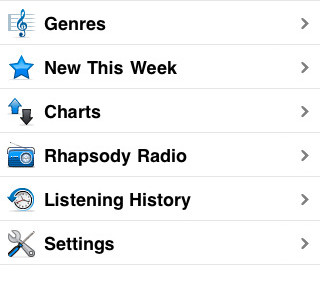 Genres
New This Week
Charts
Rhapsody Radio
Listening History
Settings